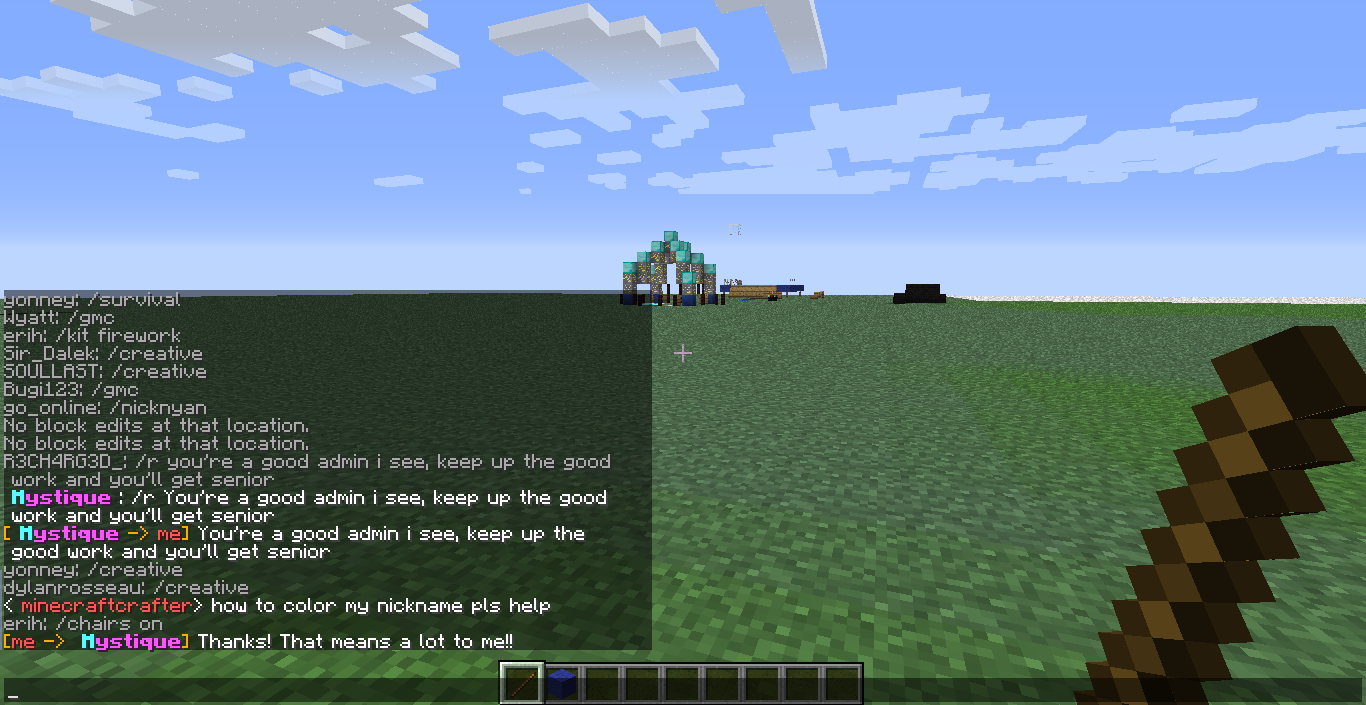 yonney: /survival
Wyatt: /gmc
erih: /kit firework
Sir_Dalek: /creative
SOULLAST: /creative
Bugi123: /gmc
go_online: /nicknyan
No block edits at that location.
No block edits at that location.
R3CH4RG3D_: /r you're a good admin i see, keep up the good
work and you'll get senior
Mystique : /r You're a good admin i see, keep up the good
work and you'll get senior
[ Mystique -> me] You're a good admin i see, keep up the
good work and you'll get senior
yonney: /creative
dylanrosseau: /creative
< minecraftcrafter> how to color my nickname pls help
erih: /chairs on
[me -> Mystique] Thanks! That means a lot to me!!
_